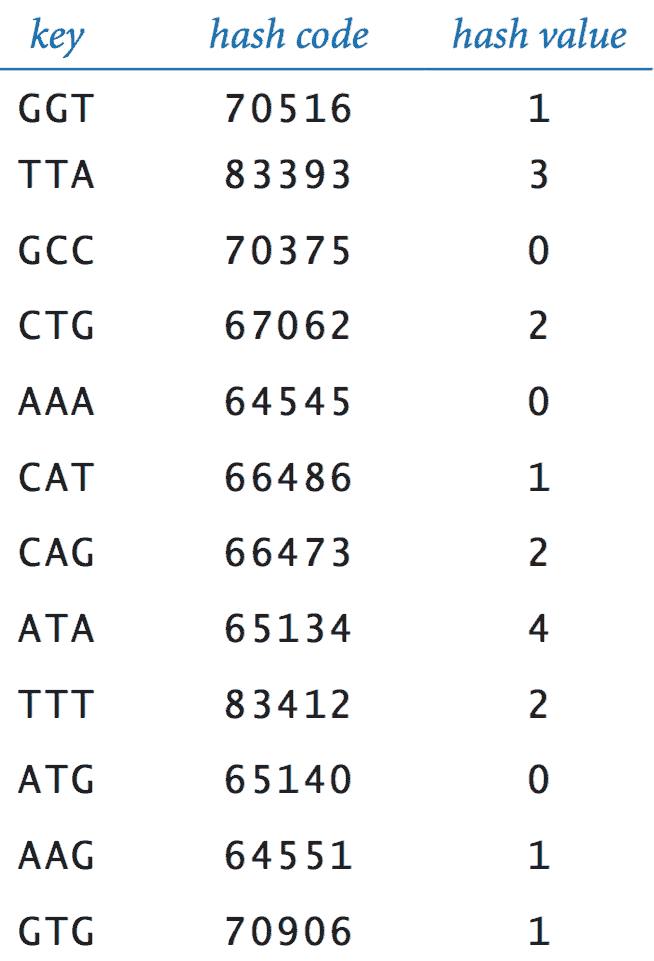 key hash code hash value
GGT 70516 1
TTA 83393 3
GCC 70375 0
CTG 67062 2
AAA 64545 0
CAT 66486 1
CAG 66473 2
ATA 65134 4
TTT 83412 2
ATG 65140 0
AAG 64551 1
GTG 70906 1